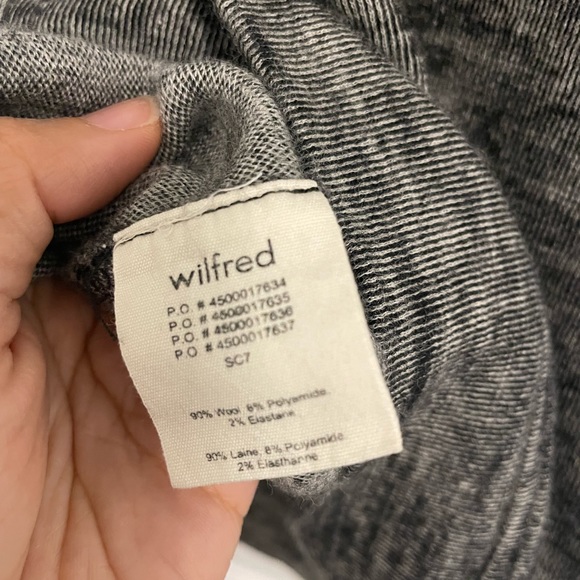 wilfred
P.O. # 4500017634
P.O. # 4500017635
P.O. # 4500017636
P.O. # 4500017637
SC7
90% Wool, 8% Polyamide,
2% Elastane.
90% Laine, 8% Polyamide,
2% Elasthanne